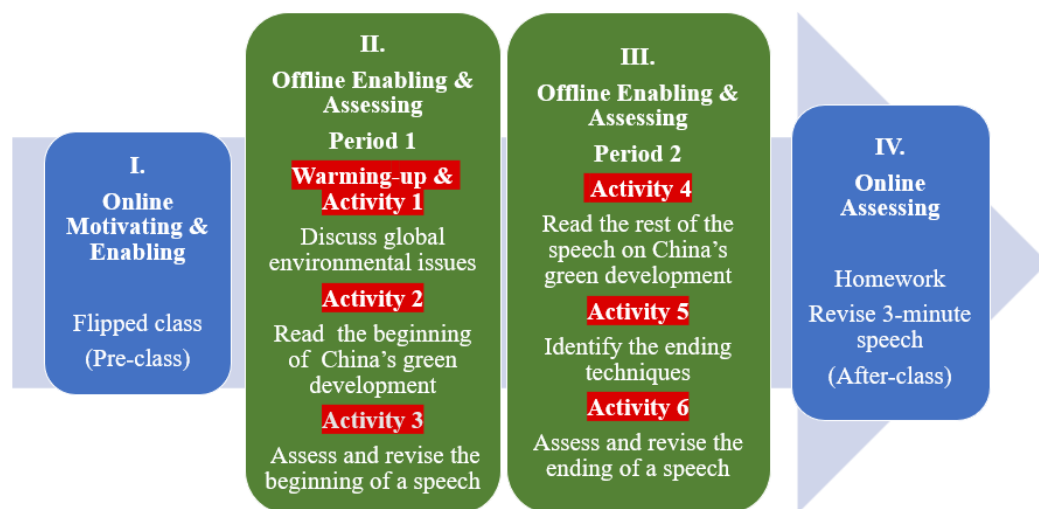 I.
Online
Motivating &
Enabling
Flipped class
(Pre-class)
II.
Offline Enabling &
Assessing
Period 1
Warming-up &
Activity 1
Discuss global
environmental issues
Activity 2
Read the beginning
of China’s green
development
Activity 3
Assess and revise the
beginning of a speech
III.
Offline Enabling &
Assessing
Period 2
Activity 4
Read the rest of the
speech on China’s
green development
Activity 5
Identify the ending
techniques
Activity 6
Assess and revise the
ending of a speech
IV.
Online
Assessing
Homework
Revise 3-minute
speech
(After-class)